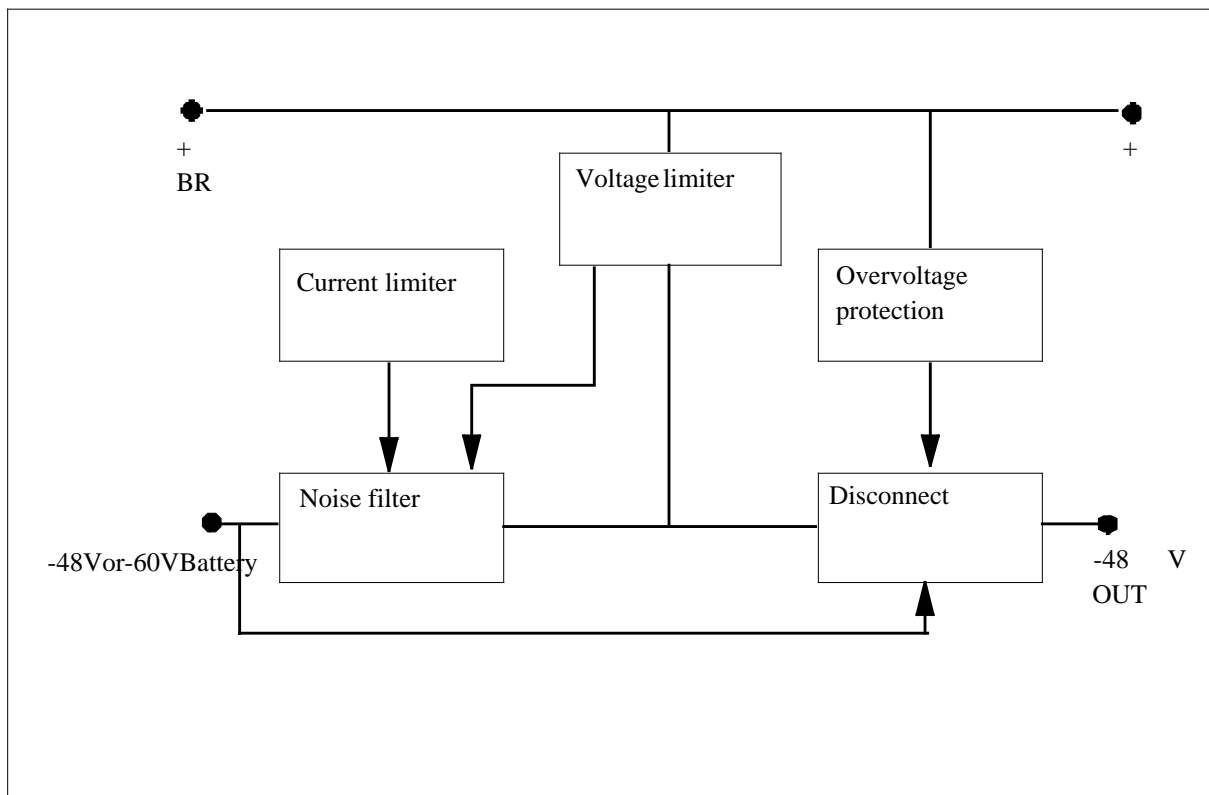 +
BR
+
Voltage limiter
Current limiter
Overvoltage
protection
Noise filter
Disconnect
-48Vor-60VBattery
-48 V
OUT